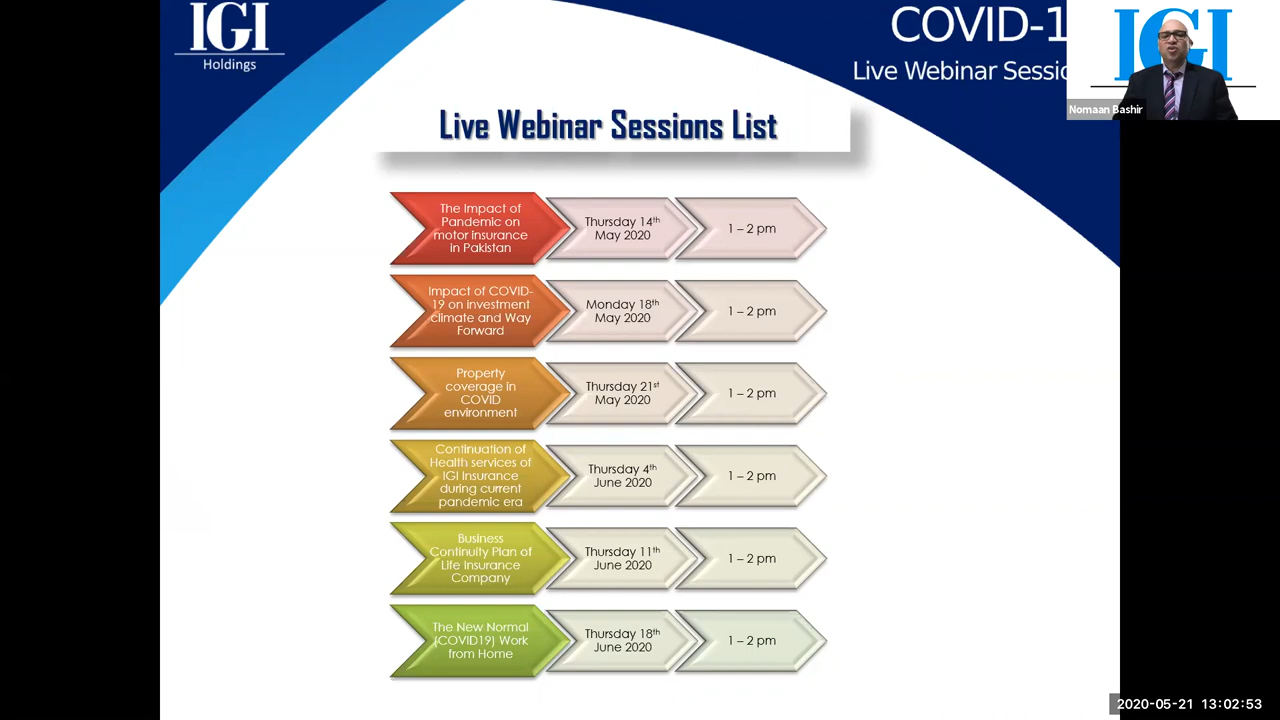 IGI
Holdings
COVID-1
Live Webinar Sessio
IGI
Nomaan Bashir
Live Webinar Sessions List
The Impact of
Pandemic on
motor insurance
in Pakistan
Thursday 14th
May 2020
1 – 2 pm
Impact of COVID-
19 on investment
climate and Way
Forward
Monday 18th
May 2020
1 – 2 pm
Property
coverage in
COVID
environment
Thursday 21st
May 2020
1 – 2 pm
Continuation of
Health services of
IGI Insurance
during current
pandemic era
Thursday 4th
June 2020
1 – 2 pm
Business
Continuity Plan of
Life Insurance
Company
Thursday 11th
June 2020
1 – 2 pm
The New Normal
(COVID19) Work
from Home
Thursday 18th
June 2020
1 – 2 pm
2020-05-21 13:02:53